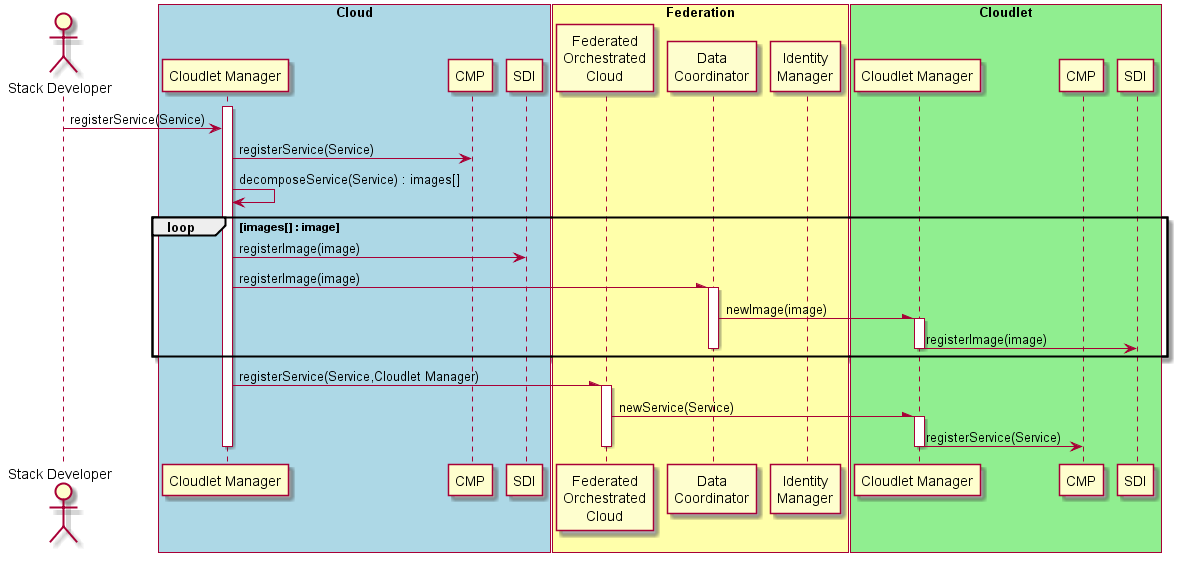 Cloud
Federation
Cloudlet
Stack Developer
Cloudlet Manager
CMP
SDI
Federated
Orchestrated
Cloud
Data
Coordinator
Identity
Manager
Cloudlet Manager
CMP
SDI
registerService(Service)
registerService(Service)
decomposeService(Service) : images[]
loop
[images[] : image]
registerImage(image)
registerImage(image)
newImage(image)
registerImage(image)
registerService(Service,Cloudlet Manager)
newService(Service)
registerService(Service)
Stack Developer
Cloudlet Manager
CMP
SDI
Federated
Orchestrated
Cloud
Data
Coordinator
Identity
Manager
Cloudlet Manager
CMP
SDI